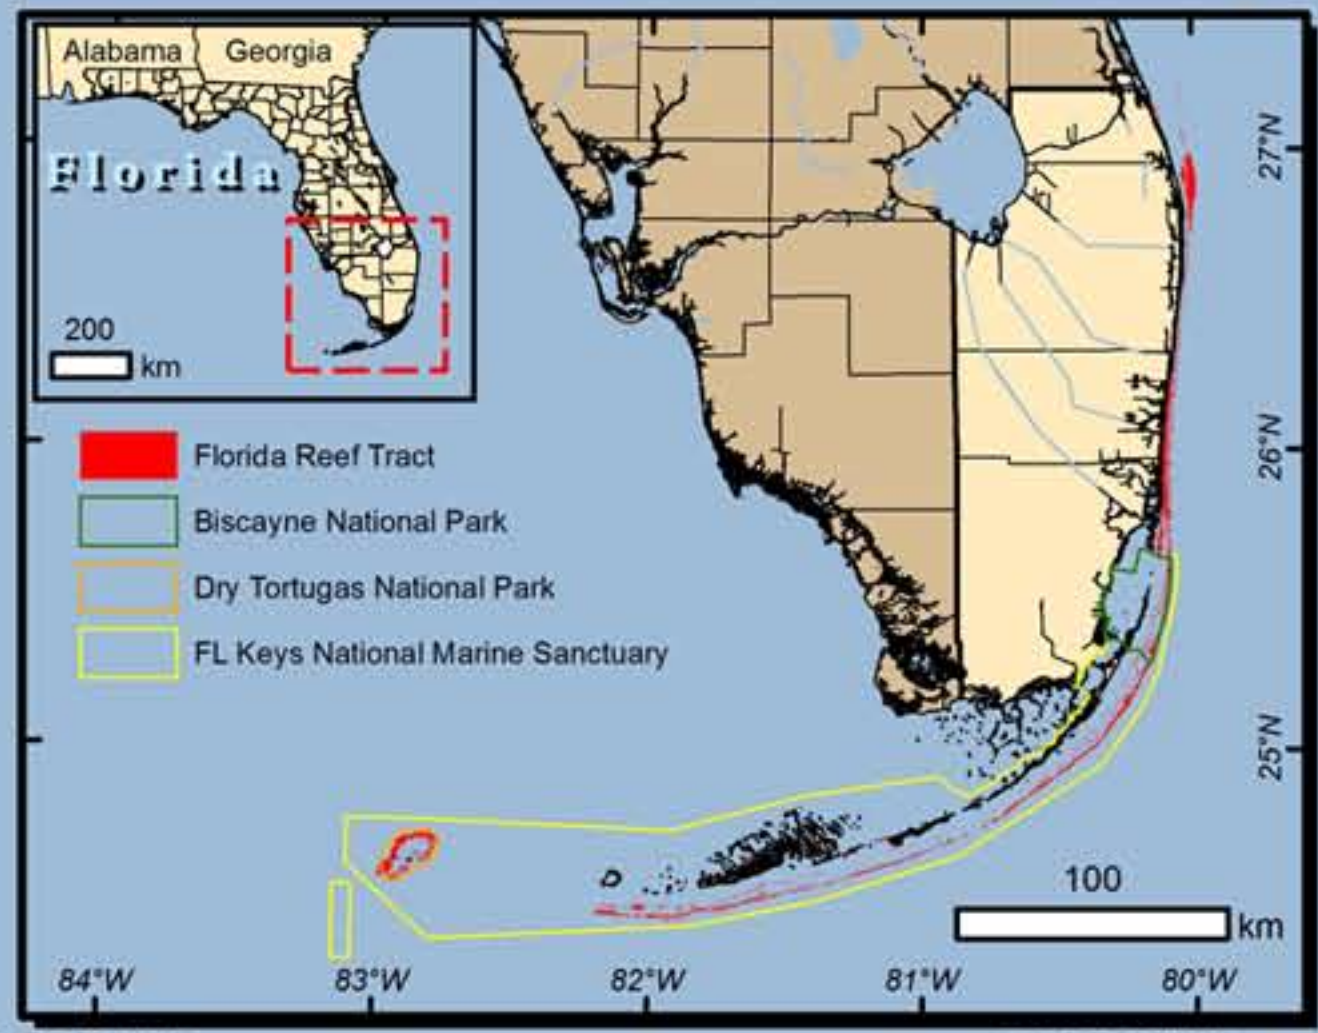 Alabama
Georgia
Florida
200
km
Florida Reef Tract
Biscayne National Park
Dry Tortugas National Park
FL Keys National Marine Sanctuary
27°N
26°N
25°N
100
km
84°W
83°W
82°W
81°W
80°W